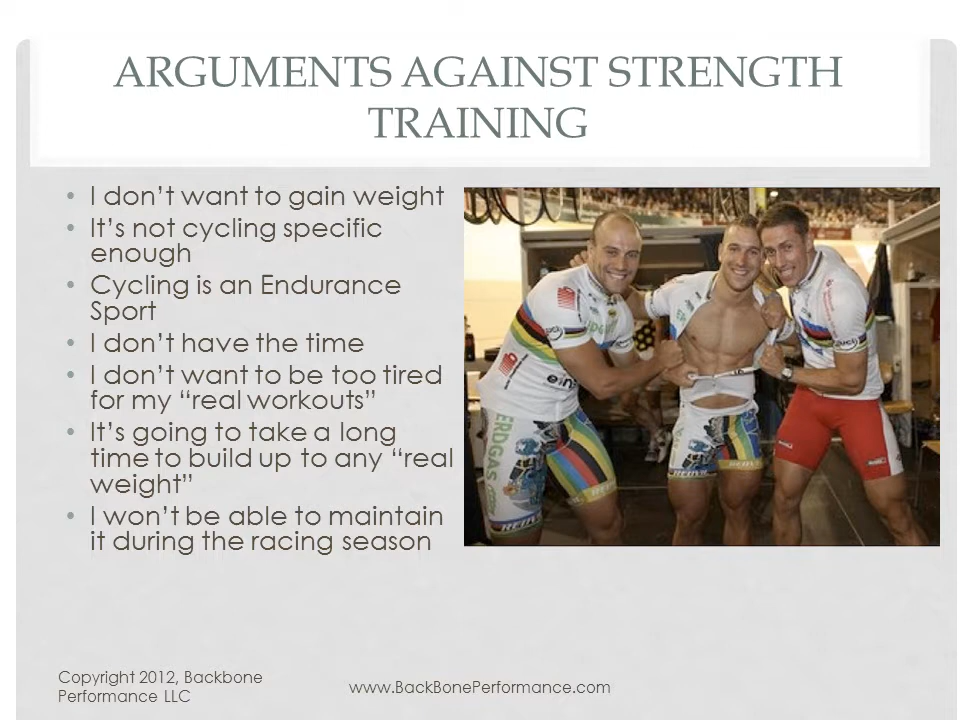 ARGUMENTS AGAINST STRENGTH
TRAINING
• I don’t want to gain weight
• It’s not cycling specific
enough
• Cycling is an Endurance
Sport
• I don’t have the time
• I don’t want to be too tired
for my “real workouts”
• It’s going to take a long
time to build up to any “real
weight”
• I won’t be able to maintain
it during the racing season
ERDGAS
Copyright 2012, Backbone
Performance LLC
www.BackBonePerformance.com